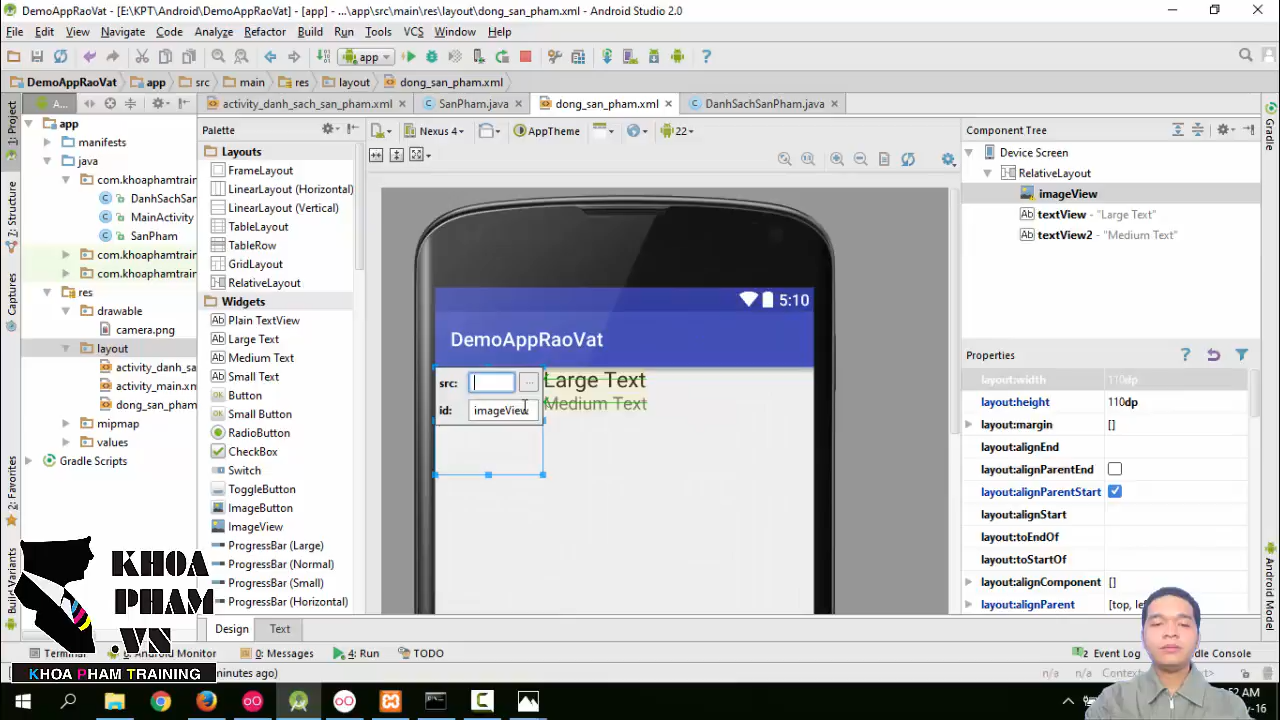 DemoAppRaoVat - [E:\KPT\Android\DemoAppRaoVat] - [app] - ...\app\src\main\res\layout\dong_san_pham.xml - Android Studio 2.0
File Edit View Navigate Code Analyze Refactor Build Run Tools VCS Window Help
app
DemoAppRaoVat app src main res layout dong_san_pham.xml
A... activity_danh_sach_san_pham.xml SanPham.java dong_san_pham.xml DanhSachSanPham.java
1: Project
7: Structure
Captures
2: Favorites
Build Variants
Gradle
Android Model
app
manifests
java
com.khoaphamtrain
DanhSachSan
MainActivity
SanPham
com.khoaphamtrain
com.khoaphamtrain
res
drawable
camera.png
layout
activity_danh_sa
activity_main.xm
dong_san_pham
mipmap
values
Gradle Scripts
Palette
Layouts
FrameLayout
LinearLayout (Horizontal)
LinearLayout (Vertical)
TableLayout
TableRow
GridLayout
RelativeLayout
Widgets
Plain TextView
Large Text
Medium Text
Small Text
Button
Small Button
RadioButton
CheckBox
Switch
ToggleButton
ImageButton
ImageView
ProgressBar (Large)
ProgressBar (Normal)
ProgressBar (Small)
ProgressBar (Horizontal)
Nexus 4 AppTheme 22
5:10
DemoAppRaoVat
src: ...
id: imageView
Large Text
Medium Text
Component Tree
Device Screen
RelativeLayout
imageView
textView - "Large Text"
textView2 - "Medium Text"
Properties
layout:width 110dp
layout:height 110dp
layout:margin []
layout:alignEnd
layout:alignParentEnd
layout:alignParentStart
layout:alignStart
layout:toEndOf
layout:toStartOf
layout:alignComponent []
layout:alignParent [top, le
Design Text
Terminal Android Monitor 0: Messages 4: Run TODO 2 Event Log Gradle Console
minutes ago) n/a n/a
KHOA
PHAM
.VN
KHOA PHAM TRAINING